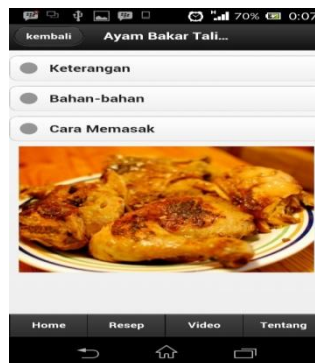 70% 0:07
kembali Ayam Bakar Tali...
Keterangan
Bahan-bahan
Cara Memasak
Home Resep Video Tentang